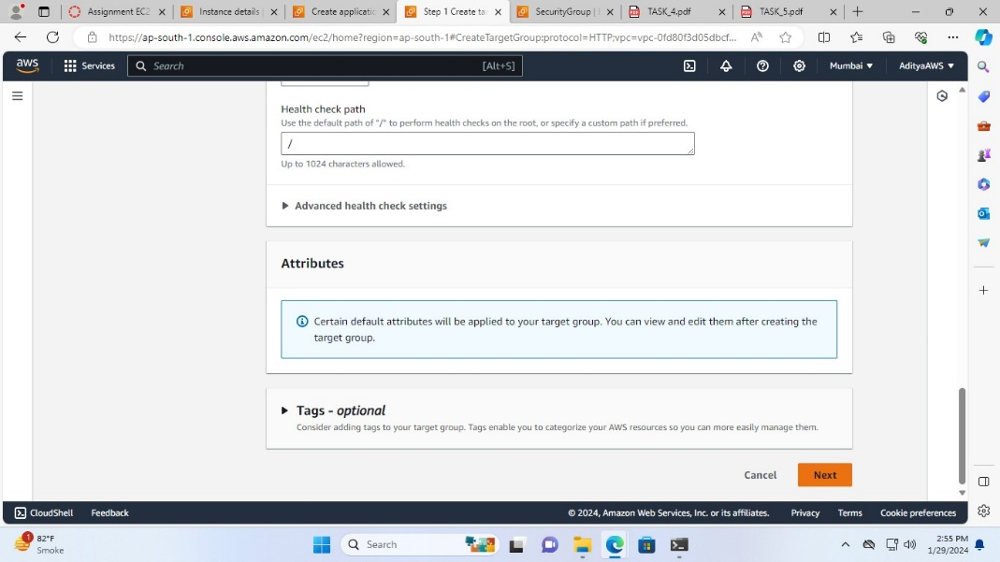 Assignment EC2
Instance details
Create applicatic
Step 1 Create ta
SecurityGroup |
TASK_4.pdf
TASK_5.pdf
https://ap-south-1.console.aws.amazon.com/ec2/home?region=ap-south-1#CreateTargetGroup:protocol=HTTP;vpc=vpc-0fd80f3d05dbcf...
aws
Services
Search
[Alt+S]
Mumbai
AdityaAWS
Health check path
Use the default path of "/" to perform health checks on the root, or specify a custom path if preferred.
/
Up to 1024 characters allowed.
Advanced health check settings
Attributes
Certain default attributes will be applied to your target group. You can view and edit them after creating the
target group.
Tags - optional
Consider adding tags to your target group. Tags enable you to categorize your AWS resources so you can more easily manage them.
Cancel
Next
CloudShell
Feedback
© 2024, Amazon Web Services, Inc. or its affiliates.
Privacy
Terms
Cookie preferences
1
82°F
Smoke
Search
2:55 PM
1/29/2024